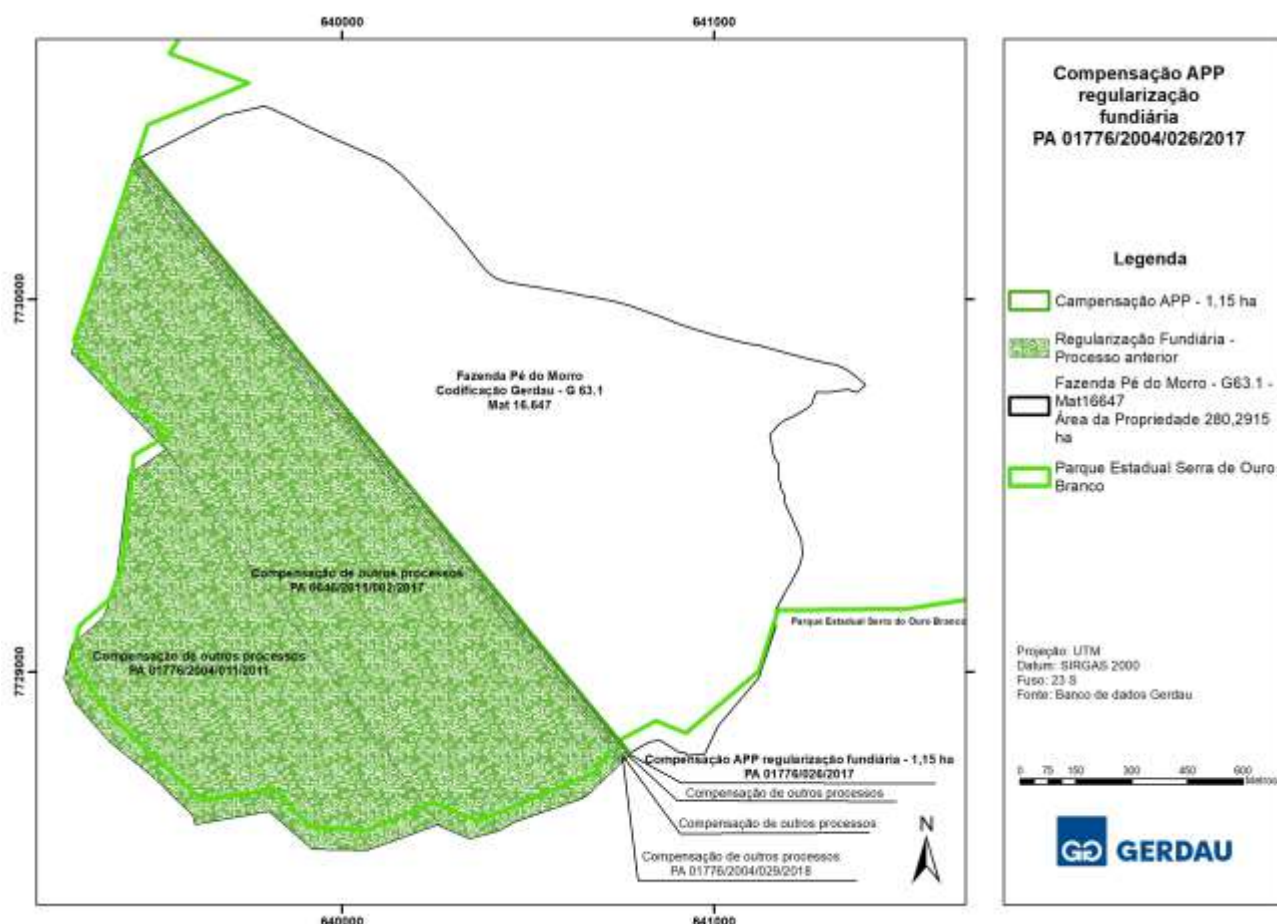 640000
641000
7730000
7729000
Fazenda Pé do Morro
Codificação Gerdau - G 63.1
Mat 16.647
Compensação de outros processos
PA 0646/2015/002/2017
Compensação de outros processos
PA 01776/2004/011/2011
Parque Estadual Serra do Ouro Branco
Compensação APP regularização fundiária - 1,15 ha
PA 01776/026/2017
Compensação de outros processos
Compensação de outros processos
Compensação de outros processos
PA 01776/2004/029/2018
N
640000
641000
Compensação APP
regularização
fundiária
PA 01776/2004/026/2017
Legenda
Campensação APP - 1,15 ha
Regularização Fundiária -
Processo anterior
Fazenda Pé do Morro - G63.1 -
Mat16647
Área da Propriedade 280,2915
ha
Parque Estadual Serra de Ouro
Branco
Projeção: UTM
Datum: SIRGAS 2000
Fuso: 23 S
Fonte: Banco de dados Gerdau
0 75 150 300 450 600
Metros
GERDAU